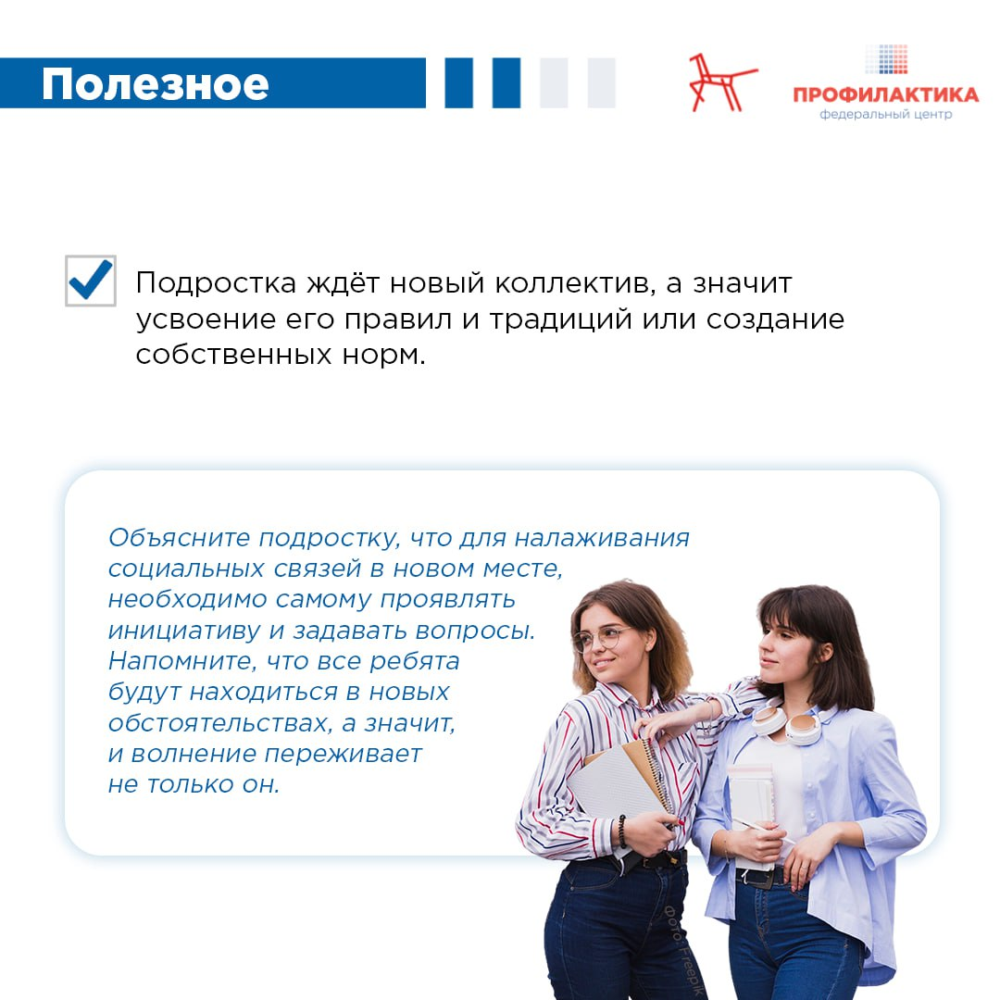 Полезное
ПРОФИЛАКТИКА
федеральный центр
Подростка ждёт новый коллектив, а значит
усвоение его правил и традиций или создание
собственных норм.
Объясните подростку, что для налаживания
социальных связей в новом месте,
необходимо самому проявлять
инициативу и задавать вопросы.
Напомните, что все ребята
будут находиться в новых
обстоятельствах, а значит,
и волнение переживает
не только он.
Фото: Freepik